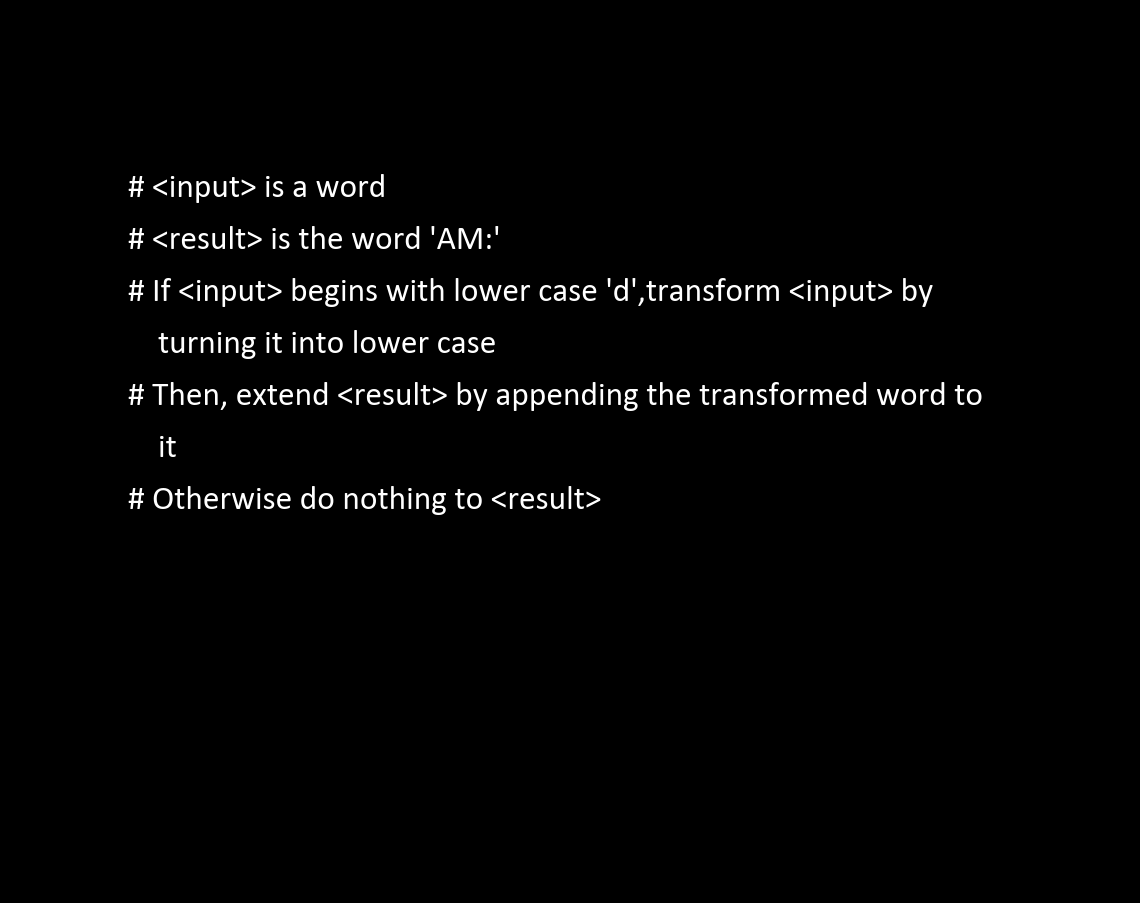 # <input> is a word
# <result> is the word 'AM:'
# If <input> begins with lower case 'd',transform <input> by
turning it into lower case
# Then, extend <result> by appending the transformed word to
it
# Otherwise do nothing to <result>